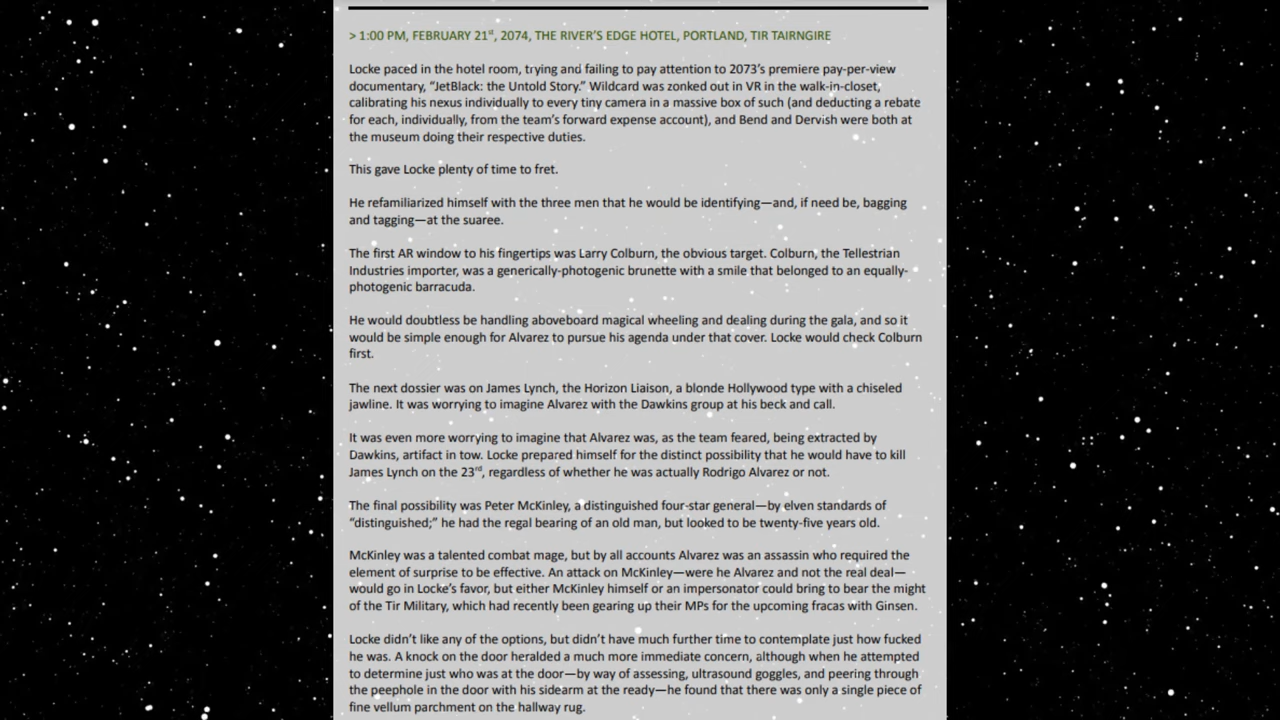 > 1:00 PM, FEBRUARY 21st, 2074, THE RIVER'S EDGE HOTEL, PORTLAND, TIR TAIRNGIRE
Locke paced in the hotel room, trying and failing to pay attention to 2073's premiere pay-per-view
documentary, "JetBlack: the Untold Story." Wildcard was zonked out in VR in the walk-in-closet,
calibrating his nexus individually to every tiny camera in a massive box of such (and deducting a rebate
for each, individually, from the team's forward expense account), and Bend and Dervish were both at
the museum doing their respective duties.
This gave Locke plenty of time to fret.
He refamiliarized himself with the three men that he would be identifying—and, if need be, bagging
and tagging—at the suaree.
The first AR window to his fingertips was Larry Colburn, the obvious target. Colburn, the Tellestrian
Industries importer, was a generically-photogenic brunette with a smile that belonged to an equally-
photogenic barracuda.
He would doubtless be handling aboveboard magical wheeling and dealing during the gala, and so it
would be simple enough for Alvarez to pursue his agenda under that cover. Locke would check Colburn
first.
The next dossier was on James Lynch, the Horizon Liaison, a blonde Hollywood type with a chiseled
jawline. It was worrying to imagine Alvarez with the Dawkins group at his beck and call.
It was even more worrying to imagine that Alvarez was, as the team feared, being extracted by
Dawkins, artifact in tow. Locke prepared himself for the distinct possibility that he would have to kill
James Lynch on the 23rd, regardless of whether he was actually Rodrigo Alvarez or not.
The final possibility was Peter McKinley, a distinguished four-star general—by elven standards of
"distinguished;" he had the regal bearing of an old man, but looked to be twenty-five years old.
McKinley was a talented combat mage, but by all accounts Alvarez was an assassin who required the
element of surprise to be effective. An attack on McKinley—were he Alvarez and not the real deal—
would go in Locke's favor, but either McKinley himself or an impersonator could bring to bear the might
of the Tir Military, which had recently been gearing up their MPs for the upcoming fracas with Ginsen.
Locke didn't like any of the options, but didn't have much further time to contemplate just how fucked
he was. A knock on the door heralded a much more immediate concern, although when he attempted
to determine just who was at the door—by way of assessing, ultrasound goggles, and peering through
the peephole in the door with his sidearm at the ready—he found that there was only a single piece of
fine vellum parchment on the hallway rug.